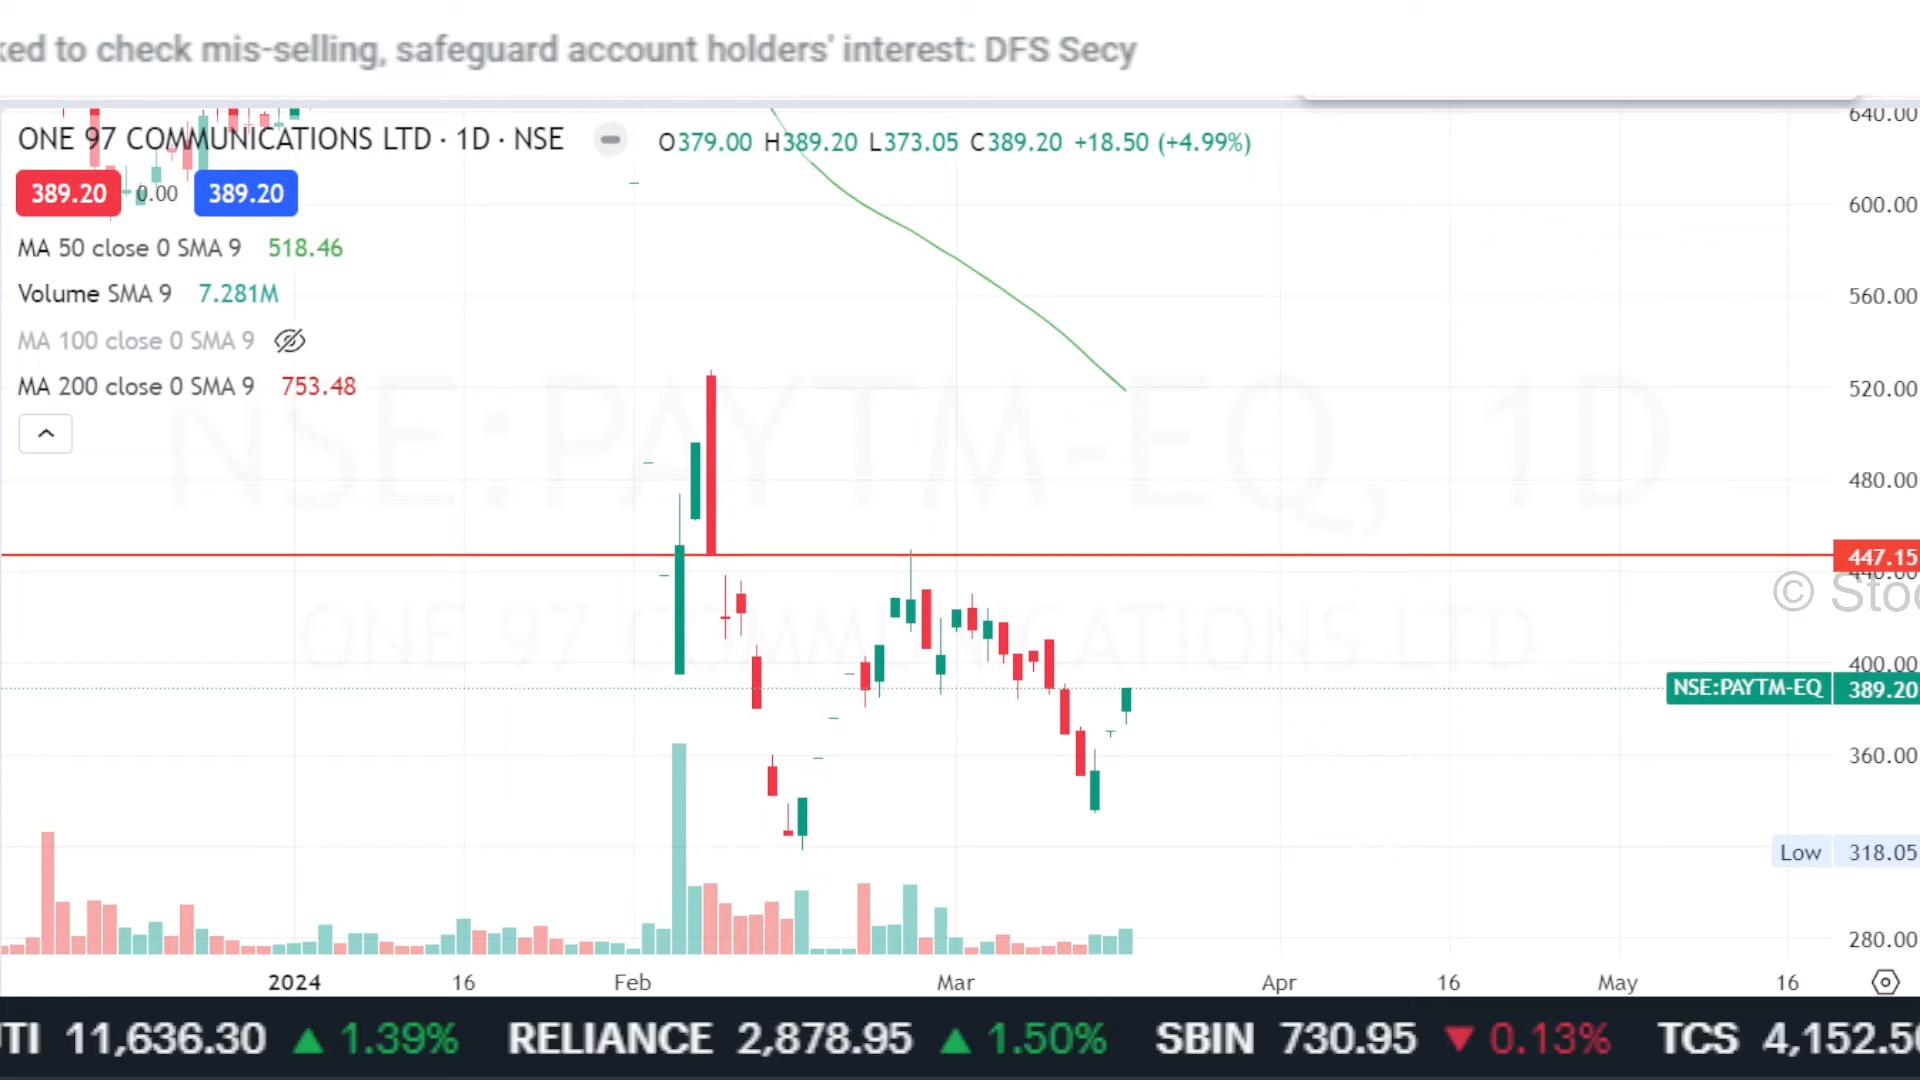 to check mis-selling, safeguard account holders' interest: DFS Secy
ONE 97 COMMUNICATIONS LTD · 1D · NSE O379.00 H389.20 L373.05 C389.20 +18.50 (+4.99%)
389.20 0.00 389.20
MA 50 close 0 SMA 9 518.46
Volume SMA 9 7.281M
MA 100 close 0 SMA 9
MA 200 close 0 SMA 9 753.48
NSE:PAYTM-EQ, 1D
ONE 97 COMMUNICATIONS LTD
640.00
600.00
560.00
520.00
480.00
447.15
440.00
©
400.00
NSE:PAYTM-EQ 389.20
360.00
Low 318.05
280.00
2024 16 Feb Mar Apr 16 May 16
11,636.30 ▲ 1.39% RELIANCE 2,878.95 ▲ 1.50% SBIN 730.95 ▼ 0.13% TCS